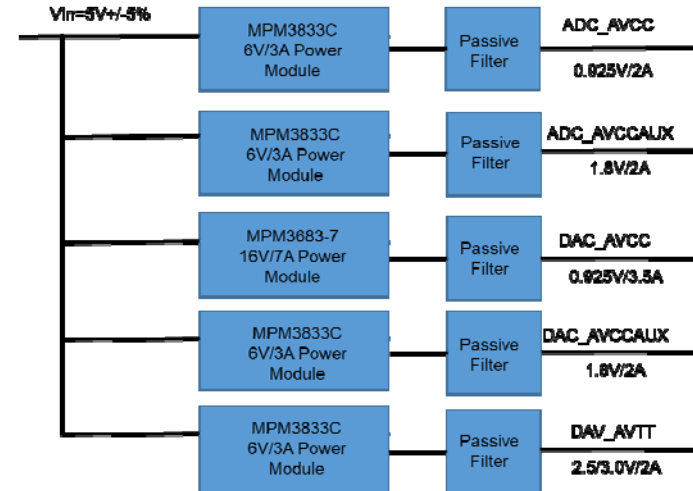 Vin=5V+/-5%
MPM3833C
6V/3A Power
Module
Passive
Filter
ADC_AVCC
0.925V/2A
MPM3833C
6V/3A Power
Module
Passive
Filter
ADC_AVCCAUX
1.8V/2A
MPM3683-7
16V/7A Power
Module
Passive
Filter
DAC_AVCC
0.925V/3.5A
MPM3833C
6V/3A Power
Module
Passive
Filter
DAC_AVCCAUX
1.8V/2A
MPM3833C
6V/3A Power
Module
Passive
Filter
DAV_AVTT
2.5/3.0V/2A